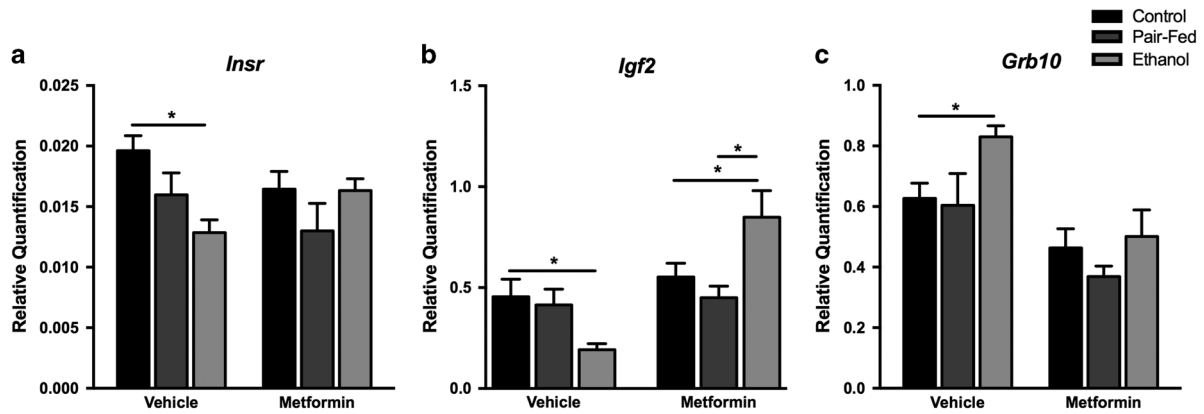 Control
Pair-Fed
Ethanol
a
Insr
Relative Quantification
0.025
0.020
0.015
0.010
0.005
0.000
*
Vehicle
Metformin
b
Igf2
Relative Quantification
1.5
1.0
0.5
0.0
*
*
*
Vehicle
Metformin
c
Grb10
Relative Quantification
1.0
0.8
0.6
0.4
0.2
0.0
*
Vehicle
Metformin